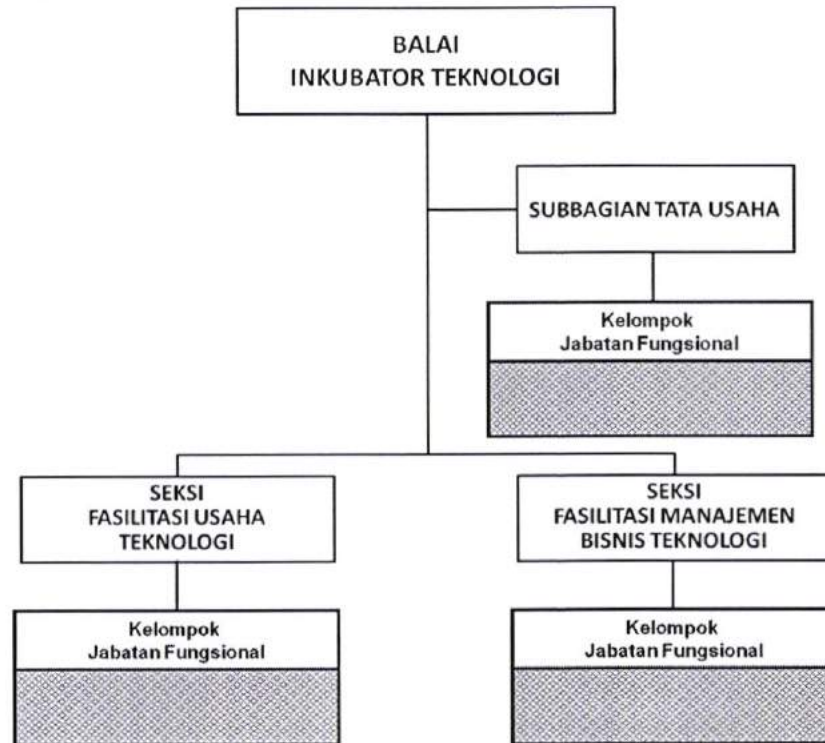 BALAI
INKUBATOR TEKNOLOGI
SUBBAGIAN TATA USAHA
Kelompok
Jabatan Fungsional
SEKSI
FASILITASI USAHA
TEKNOLOGI
SEKSI
FASILITASI MANAJEMEN
BISNIS TEKNOLOGI
Kelompok
Jabatan Fungsional
Kelompok
Jabatan Fungsional